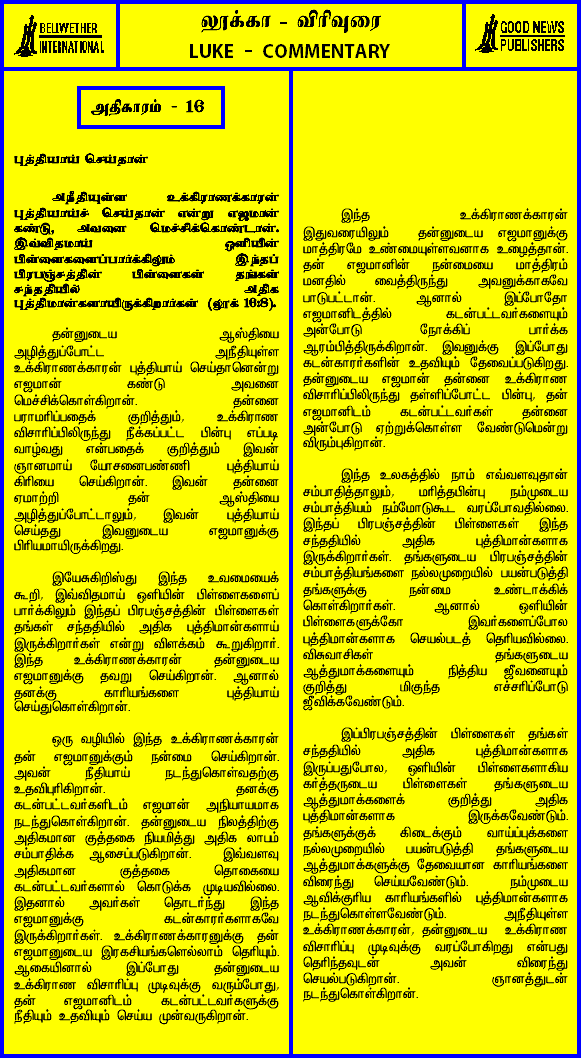 BELWETHER
INTERNATIONAL
லூக்கா - விரிவுரை
LUKE - COMMENTARY
GOOD NEWS
PUBLISHERS
அதிகாரம் - 16
புத்தியாய் செய்தான்
அநீதியுள்ள உக்கிராணக்காரன்
புத்தியாய்ச் செய்தான் என்று எஜமான்
கண்டு, அவனை மெச்சிக்கொண்டான்.
இவ்விதமாய் ஒளியின்
பிள்ளைகளைப்பார்க்கிலும் இந்தப்
பிரபஞ்சத்தின் பிள்ளைகள் தங்கள்
சந்ததியில் அதிக
புத்திமான்களாயிருக்கிறார்கள் (லூக் 16:8).
தன்னுடைய ஆஸ்தியை
அழித்துப்போட்ட அநீதியுள்ள
உக்கிராணக்காரன் புத்தியாய் செய்தானென்று
எஜமான் கண்டு அவனை
மெச்சிக்கொள்கிறான். தன்னை
பராமரிப்பதைக் குறித்தும், உக்கிராண
விசாரிப்பிலிருந்து நீக்கப்பட்ட பின்பு எப்படி
வாழ்வது என்பதைக் குறித்தும் இவன்
ஞானமாய் யோசனைபண்ணி புத்தியாய்
கிரியை செய்கிறான். இவன் தன்னை
ஏமாற்றி தன் ஆஸ்தியை
அழித்துப்போட்டாலும், இவன் புத்தியாய்
செய்தது இவனுடைய எஜமானுக்கு
பிரியமாயிருக்கிறது.
இயேசுகிறிஸ்து இந்த உவமையைக்
கூறி, இவ்விதமாய் ஒளியின் பிள்ளைகளைப்
பார்க்கிலும் இந்தப் பிரபஞ்சத்தின் பிள்ளைகள்
தங்கள் சந்ததியில் அதிக புத்திமான்களாய்
இருக்கிறார்கள் என்று விளக்கம் கூறுகிறார்.
இந்த உக்கிராணக்காரன் தன்னுடைய
எஜமானுக்கு தவறு செய்கிறான். ஆனால்
தனக்கு காரியங்களை புத்தியாய்
செய்துகொள்கிறான்.
ஒரு வழியில் இந்த உக்கிராணக்காரன்
தன் எஜமானுக்கும் நன்மை செய்கிறான்.
அவன் நீதியாய் நடந்துகொள்வதற்கு
உதவிபுரிகிறான். தனக்கு
கடன்பட்டவர்களிடம் எஜமான் அநியாயமாக
நடந்துகொள்கிறான். தன்னுடைய நிலத்திற்கு
அதிகமான குத்தகை நியமித்து அதிக லாபம்
சம்பாதிக்க ஆசைப்படுகிறான். இவ்வளவு
அதிகமான குத்தகை தொகையை
கடன்பட்டவர்களால் கொடுக்க முடியவில்லை.
இதனால் அவர்கள் தொடர்ந்து இந்த
எஜமானுக்கு கடன்காரர்களாகவே
இருக்கிறார்கள். உக்கிராணக்காரனுக்கு தன்
எஜமானுடைய இரகசியங்களெல்லாம் தெரியும்.
ஆகையினால் இப்போது தன்னுடைய
உக்கிராண விசாரிப்பு முடிவுக்கு வரும்போது,
தன் எஜமானிடம் கடன்பட்டவர்களுக்கு
நீதியும் உதவியும் செய்ய முன்வருகிறான்.
இந்த உக்கிராணக்காரன்
இதுவரையிலும் தன்னுடைய எஜமானுக்கு
மாத்திரமே உண்மையுள்ளவனாக உழைத்தான்.
தன் எஜமானின் நன்மையை மாத்திரம்
மனதில் வைத்திருந்து அவனுக்காகவே
பாடுபட்டான். ஆனால் இப்போதோ
எஜமானிடத்தில் கடன்பட்டவர்களையும்
அன்போடு நோக்கிப் பார்க்க
ஆரம்பித்திருக்கிறான். இவனுக்கு இப்போது
கடன்காரர்களின் உதவியும் தேவைப்படுகிறது.
தன்னுடைய எஜமான் தன்னை உக்கிராண
விசாரிப்பிலிருந்து தள்ளிப்போட்ட பின்பு, தன்
எஜமானிடம் கடன்பட்டவர்கள் தன்னை
அன்போடு ஏற்றுக்கொள்ள வேண்டுமென்று
விரும்புகிறான்.
இந்த உலகத்தில் நாம் எவ்வளவுதான்
சம்பாதித்தாலும், மரித்தபின்பு நம்முடைய
சம்பாத்தியம் நம்மோடுகூட வரப்போவதில்லை.
இந்தப் பிரபஞ்சத்தின் பிள்ளைகள் இந்த
சந்ததியில் அதிக புத்திமான்களாக
இருக்கிறார்கள். தங்களுடைய பிரபஞ்சத்தின்
சம்பாத்தியங்களை நல்லமுறையில் பயன்படுத்தி
தங்களுக்கு நன்மை உண்டாக்கிக்
கொள்கிறார்கள். ஆனால் ஒளியின்
பிள்ளைகளுக்கோ இவர்களைப்போல
புத்திமான்களாக செயல்படத் தெரியவில்லை.
விசுவாசிகள் தங்களுடைய
ஆத்துமாக்களையும் நித்திய ஜீவனையும்
குறித்து மிகுந்த எச்சரிப்போடு
ஜீவிக்கவேண்டும்.
இப்பிரபஞ்சத்தின் பிள்ளைகள் தங்கள்
சந்ததியில் அதிக புத்திமான்களாக
இருப்பதுபோல, ஒளியின் பிள்ளைகளாகிய
கர்த்தருடைய பிள்ளைகள் தங்களுடைய
ஆத்துமாக்களைக் குறித்து அதிக
புத்திமான்களாக இருக்கவேண்டும்.
தங்களுக்குக் கிடைக்கும் வாய்ப்புக்களை
நல்லமுறையில் பயன்படுத்தி தங்களுடைய
ஆத்துமாக்களுக்கு தேவையான காரியங்களை
விரைந்து செய்யவேண்டும். நம்முடைய
ஆவிக்குரிய காரியங்களில் புத்திமான்களாக
நடந்துகொள்ளவேண்டும். அநீதியுள்ள
உக்கிராணக்காரன், தன்னுடைய உக்கிராண
விசாரிப்பு முடிவுக்கு வரப்போகிறது என்பது
தெரிந்தவுடன் அவன் விரைந்து
செயல்படுகிறான். ஞானத்துடன்
நடந்துகொள்கிறான்.